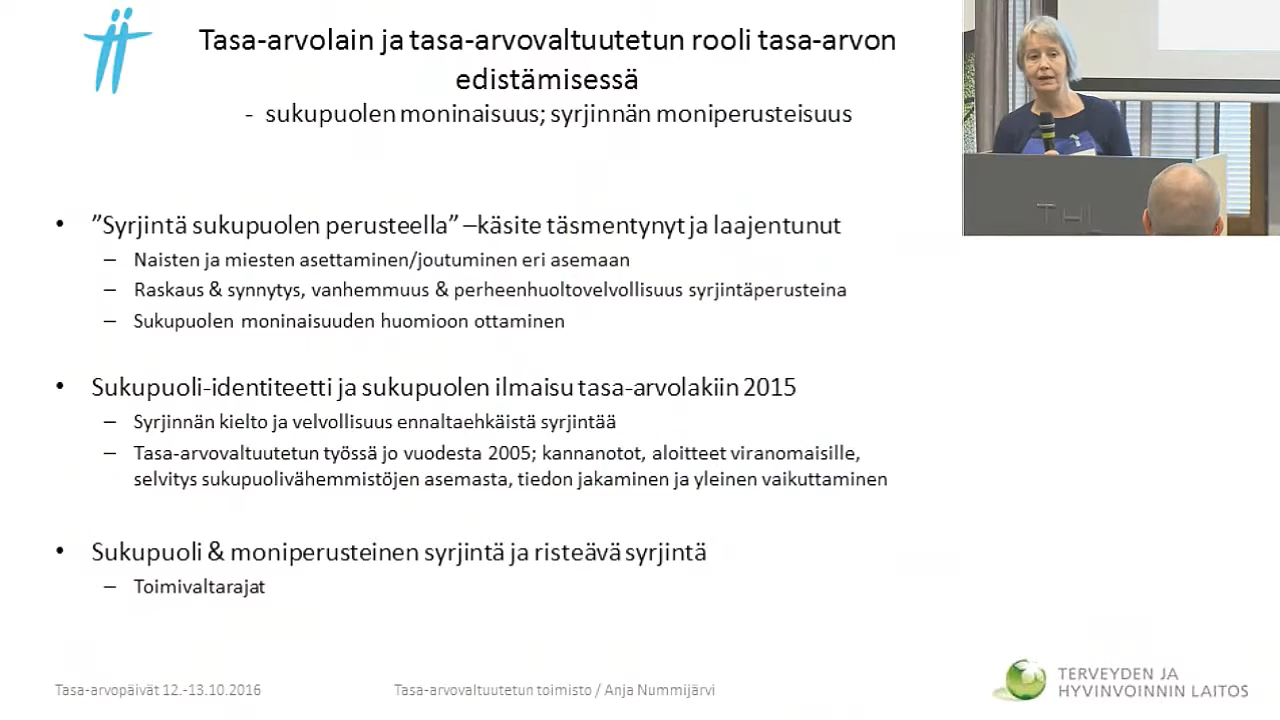 Tasa-arvolain ja tasa-arvovaltuutetun rooli tasa-arvon
edistämisessä
- sukupuolen moninaisuus; syrjinnän moniperusteisuus
• ”Syrjintä sukupuolen perusteella” –käsite täsmentynyt ja laajentunut
– Naisten ja miesten asettaminen/joutuminen eri asemaan
– Raskaus & synnytys, vanhemmuus & perheenhuoltovelvollisuus syrjintäperusteina
– Sukupuolen moninaisuuden huomioon ottaminen
• Sukupuoli-identiteetti ja sukupuolen ilmaisu tasa-arvolakiin 2015
– Syrjinnän kielto ja velvollisuus ennaltaehkäistä syrjintää
– Tasa-arvovaltuutetun työssä jo vuodesta 2005; kannanotot, aloitteet viranomaisille,
selvitys sukupuolivähemmistöjen asemasta, tiedon jakaminen ja yleinen vaikuttaminen
• Sukupuoli & moniperusteinen syrjintä ja risteävä syrjintä
– Toimivaltarajat
Tasa-arvopäivät 12.-13.10.2016
Tasa-arvovaltuutetun toimisto / Anja Nummijärvi
TERVEYDEN JA
HYVINVOINNIN LAITOS